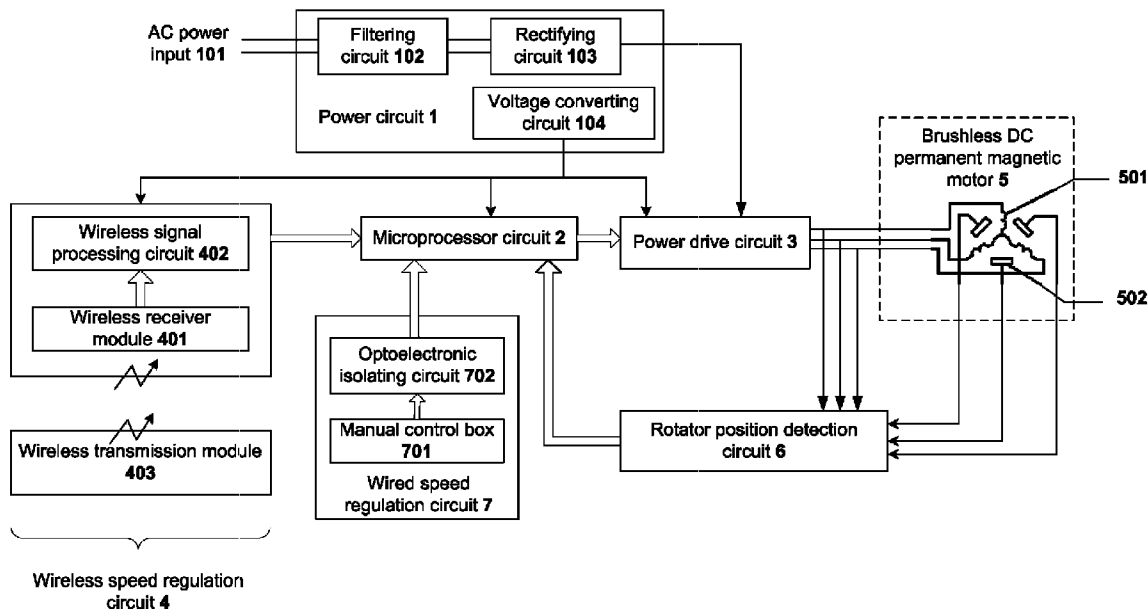 AC power
input 101
Filtering
circuit 102
Rectifying
circuit 103
Power circuit 1
Voltage converting
circuit 104
Brushless DC
permanent magnetic
motor 5
501
502
Wireless signal
processing circuit 402
Wireless receiver
module 401
Microprocessor circuit 2
Power drive circuit 3
Optoelectronic
isolating circuit 702
Manual control box
701
Wired speed
regulation circuit 7
Rotator position detection
circuit 6
Wireless transmission module
403
Wireless speed regulation
circuit 4